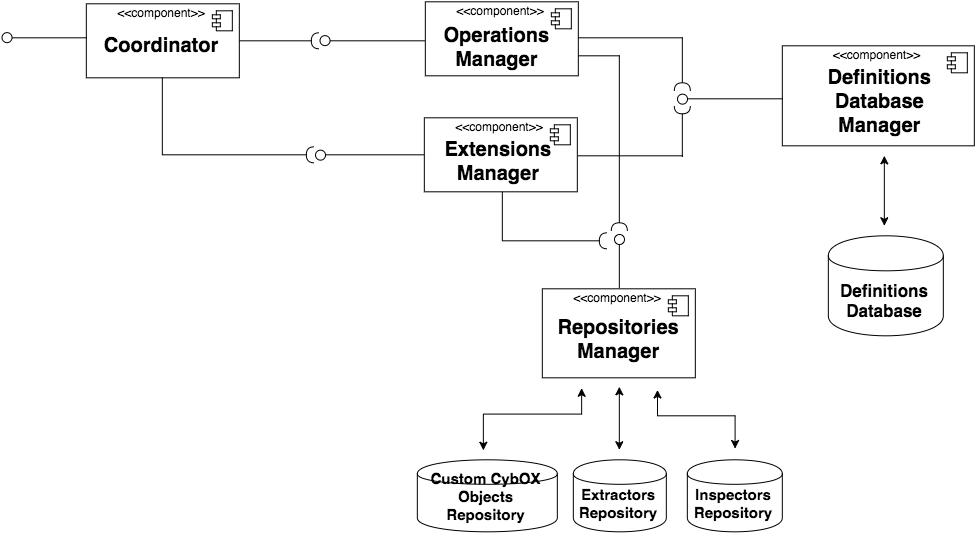 <<component>>
Coordinator
<<component>>
Operations
Manager
<<component>>
Definitions
Database
Manager
<<component>>
Extensions
Manager
Definitions
Database
<<component>>
Repositories
Manager
Custom CybOX
Objects
Repository
Extractors
Repository
Inspectors
Repository